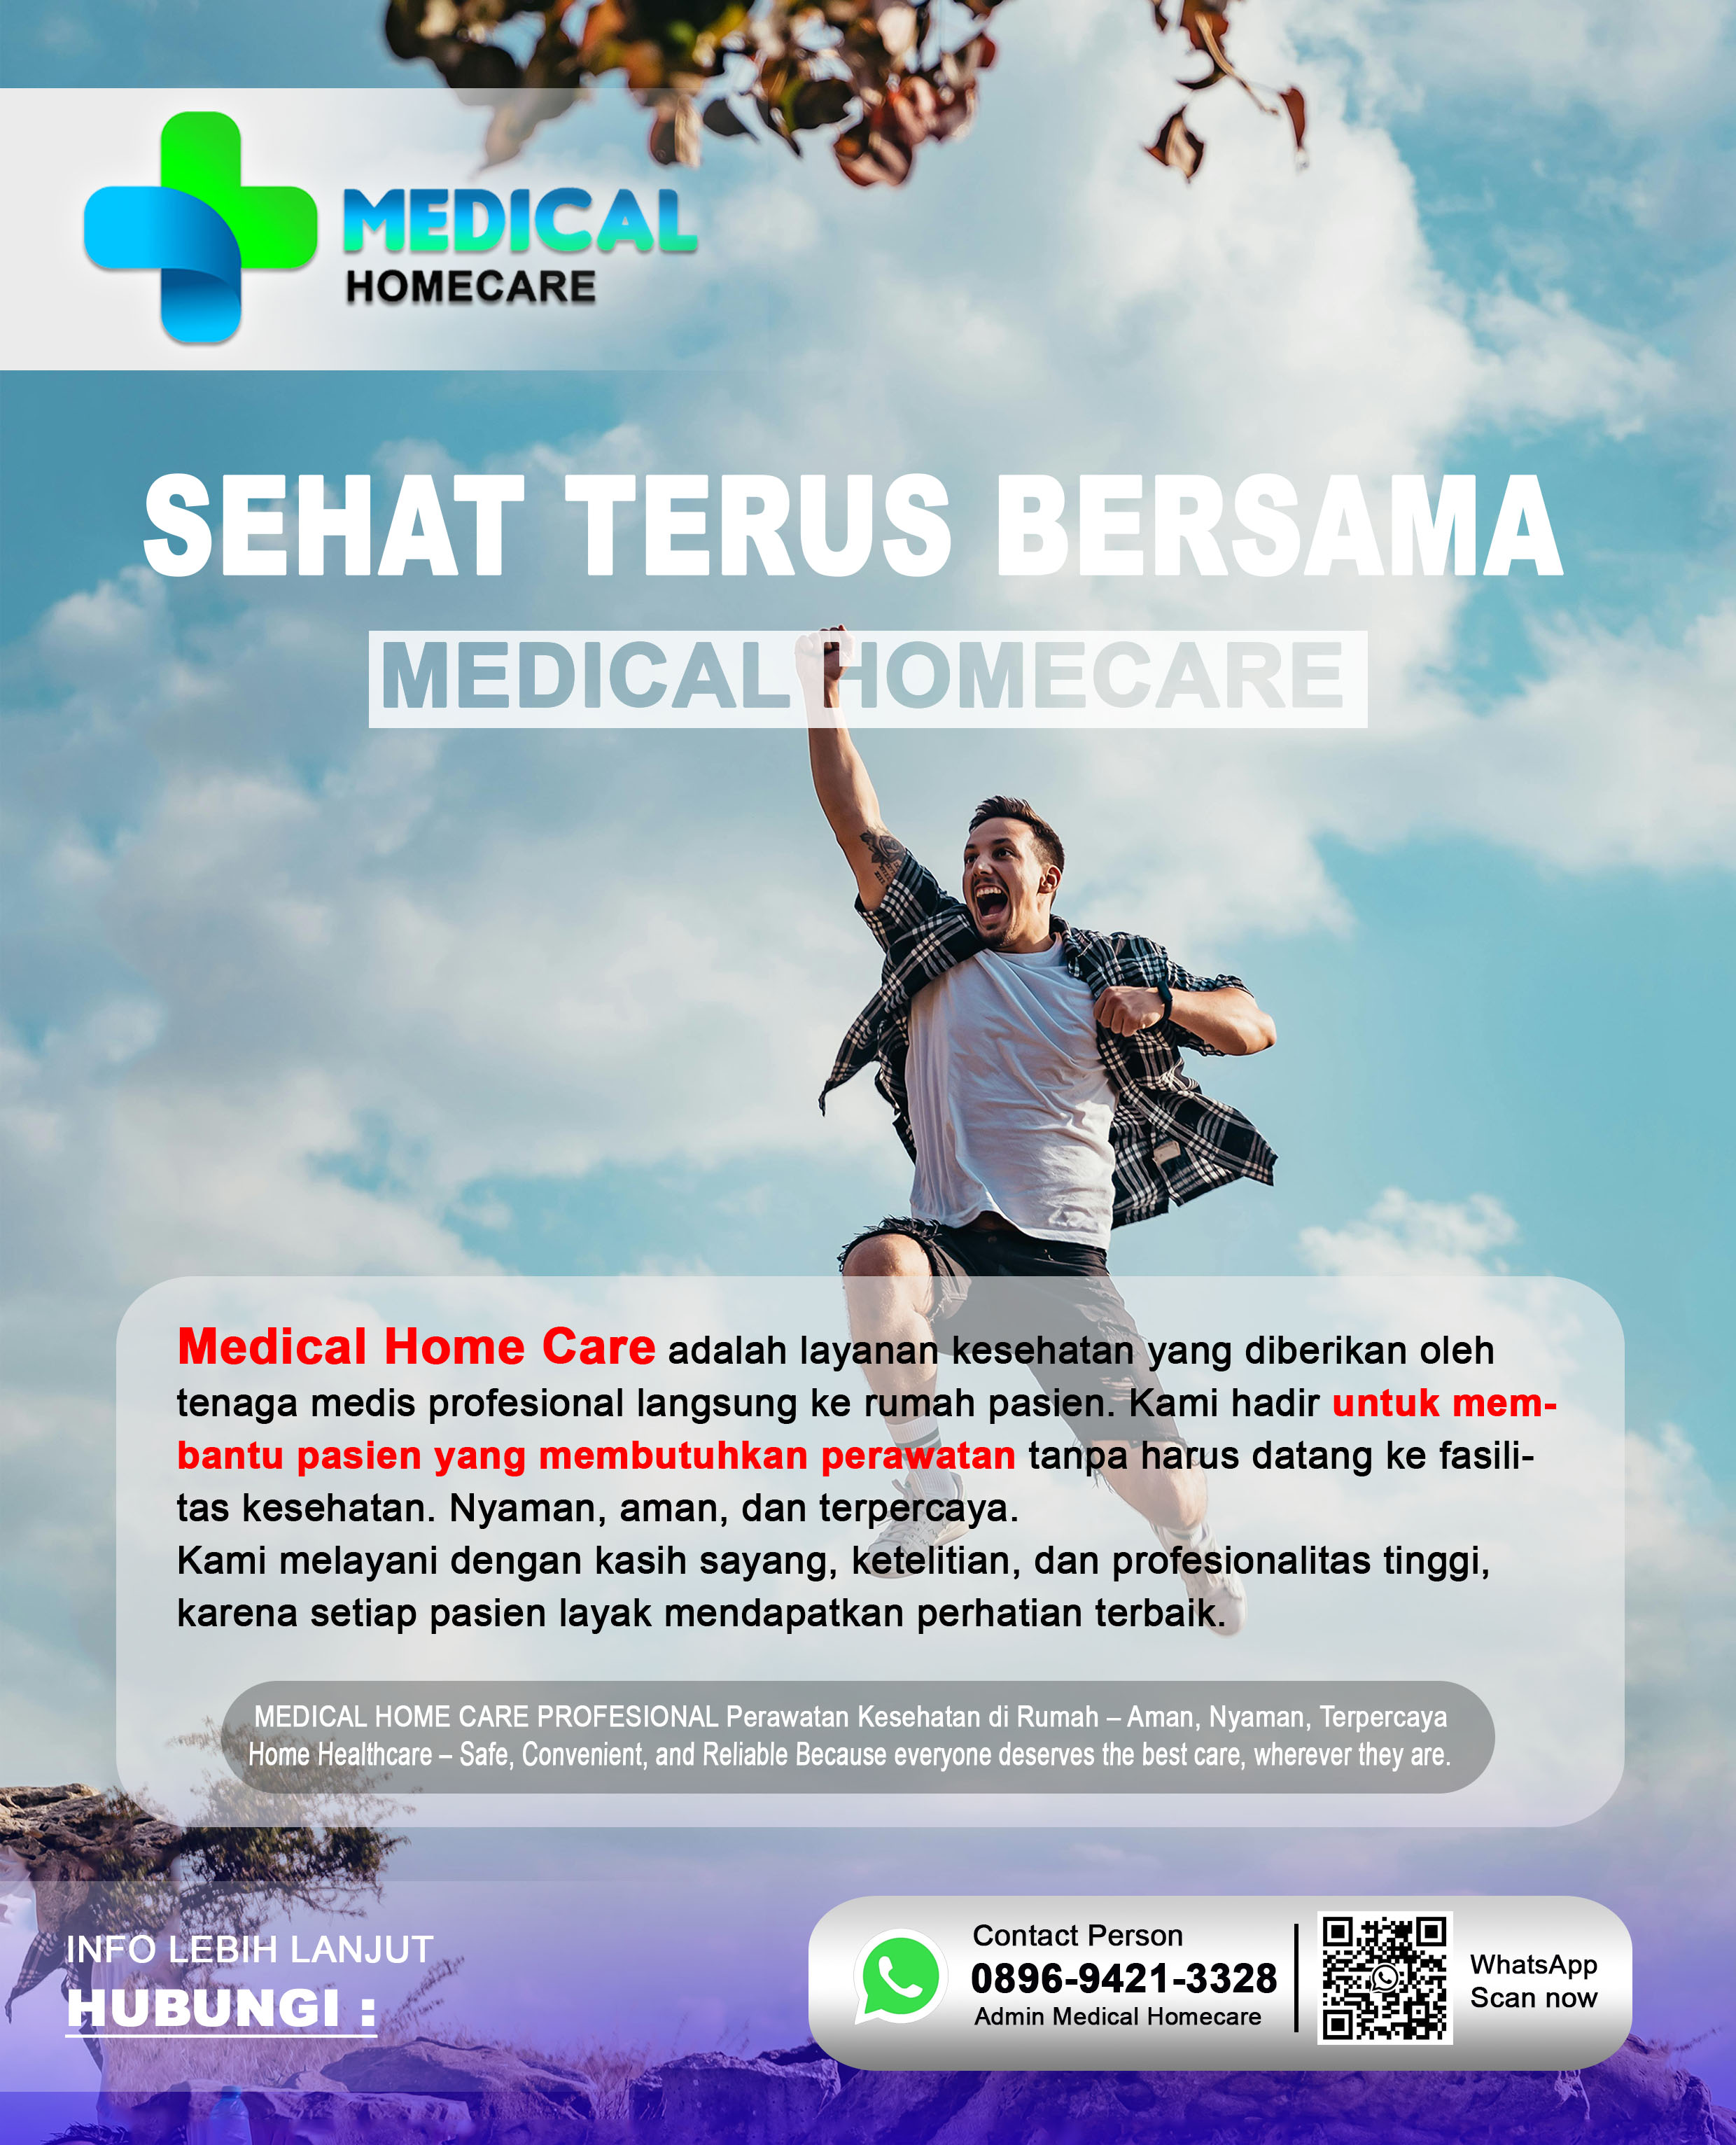 MEDICAL
HOMECARE
SEHAT TERUS BERSAMA
MEDICAL HOMECARE
Medical Home Care adalah layanan kesehatan yang diberikan oleh
tenaga medis profesional langsung ke rumah pasien. Kami hadir untuk mem-
bantu pasien yang membutuhkan perawatan tanpa harus datang ke fasili-
tas kesehatan. Nyaman, aman, dan terpercaya.
Kami melayani dengan kasih sayang, ketelitian, dan profesionalitas tinggi,
karena setiap pasien layak mendapatkan perhatian terbaik.
MEDICAL HOME CARE PROFESIONAL Perawatan Kesehatan di Rumah – Aman, Nyaman, Terpercaya
Home Healthcare – Safe, Convenient, and Reliable Because everyone deserves the best care, wherever they are.
INFO LEBIH LANJUT
HUBUNGI :
Contact Person
0896-9421-3328
Admin Medical Homecare
WhatsApp
Scan now